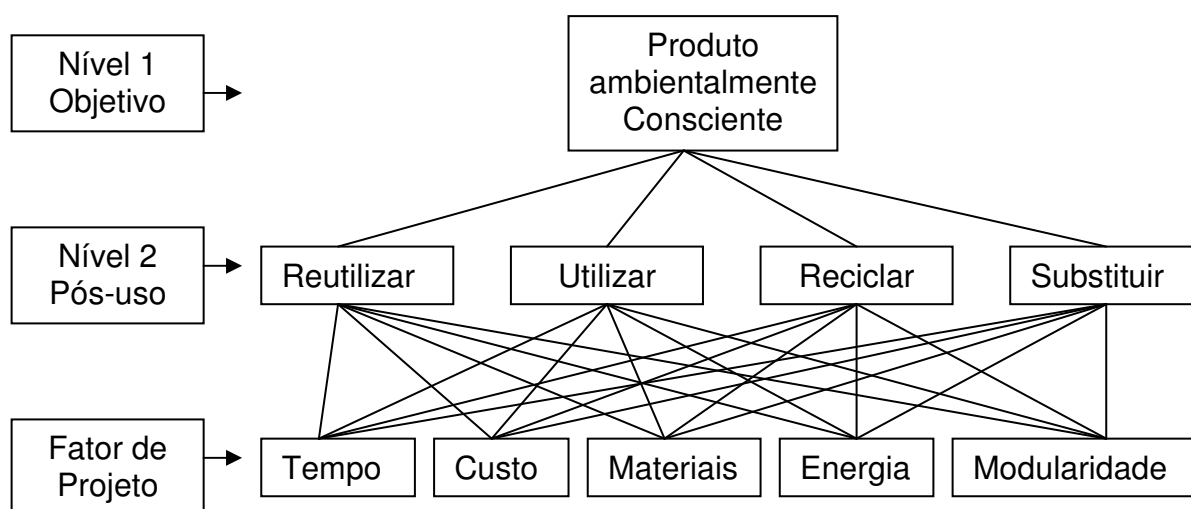 Nível 1
Objetivo
Produto
ambientalmente
Consciente
Nível 2
Pós-uso
Reutilizar
Utilizar
Reciclar
Substituir
Fator de
Projeto
Tempo
Custo
Materiais
Energia
Modularidade